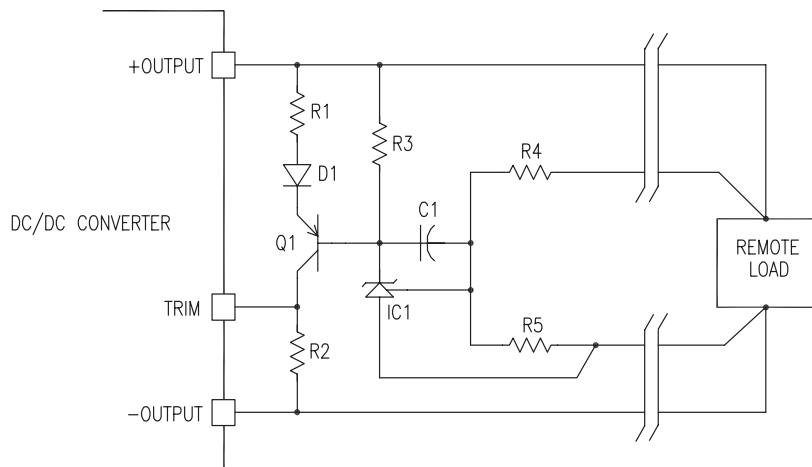 +OUTPUT
R1
R3
R4
D1
DC/DC CONVERTER
C1
Q1
REMOTE
LOAD
TRIM
IC1
R5
R2
-OUTPUT